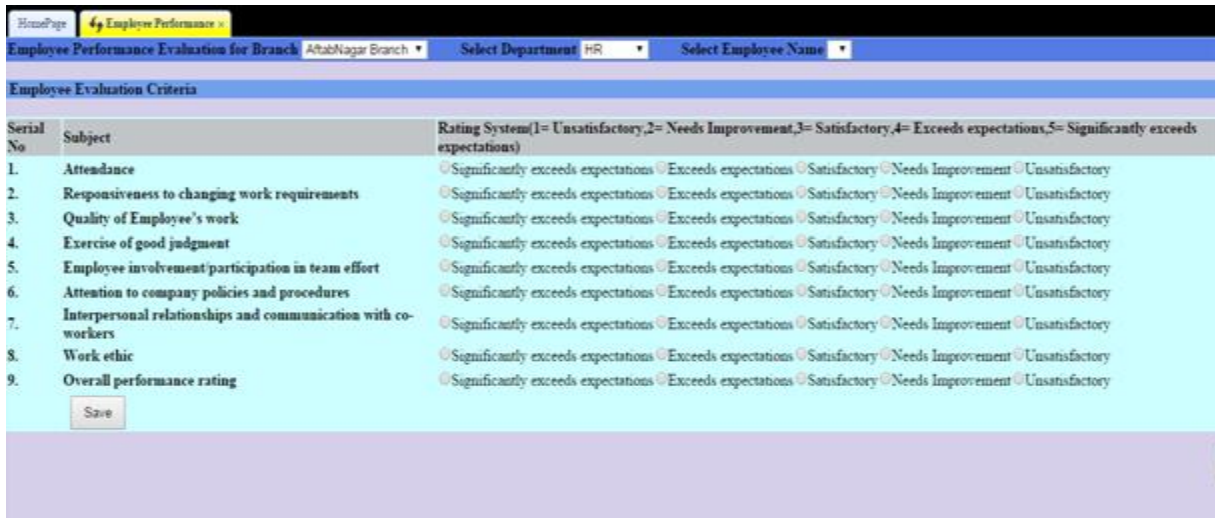 HomePage Employee Performance ×
Employee Performance Evaluation for Branch AftabNagar Branch Select Department HR Select Employee Name
Employee Evaluation Criteria
Serial No Subject Rating System(1= Unsatisfactory,2= Needs Improvement,3= Satisfactory,4= Exceeds expectations,5= Significantly exceeds expectations)
1. Attendance Significantly exceeds expectations Exceeds expectations Satisfactory Needs Improvement Unsatisfactory
2. Responsiveness to changing work requirements Significantly exceeds expectations Exceeds expectations Satisfactory Needs Improvement Unsatisfactory
3. Quality of Employee's work Significantly exceeds expectations Exceeds expectations Satisfactory Needs Improvement Unsatisfactory
4. Exercise of good judgment Significantly exceeds expectations Exceeds expectations Satisfactory Needs Improvement Unsatisfactory
5. Employee involvement/participation in team effort Significantly exceeds expectations Exceeds expectations Satisfactory Needs Improvement Unsatisfactory
6. Attention to company policies and procedures Significantly exceeds expectations Exceeds expectations Satisfactory Needs Improvement Unsatisfactory
7. Interpersonal relationships and communication with co-workers Significantly exceeds expectations Exceeds expectations Satisfactory Needs Improvement Unsatisfactory
8. Work ethic Significantly exceeds expectations Exceeds expectations Satisfactory Needs Improvement Unsatisfactory
9. Overall performance rating Significantly exceeds expectations Exceeds expectations Satisfactory Needs Improvement Unsatisfactory
Save